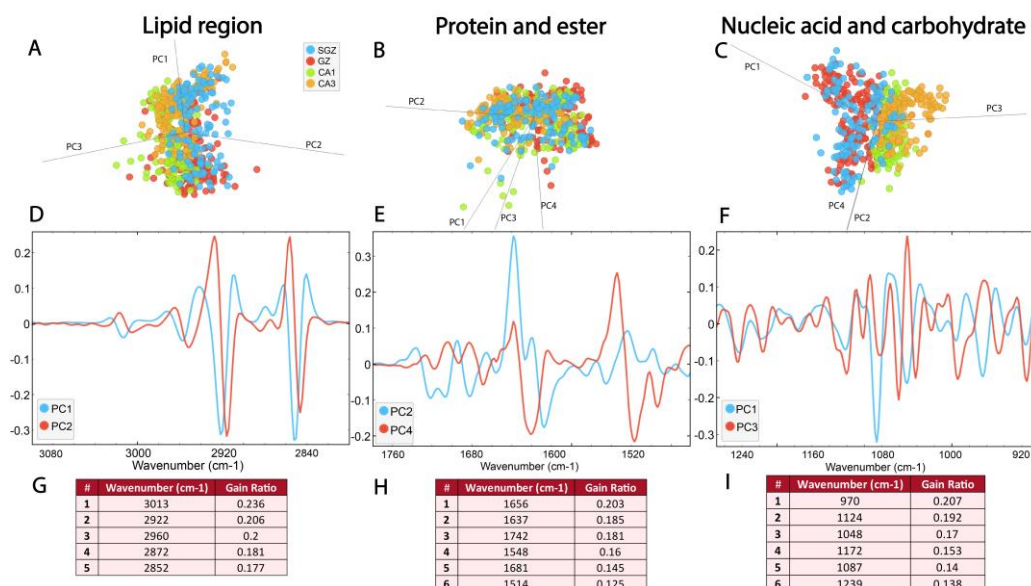 Lipid region
Protein and ester
Nucleic acid and carbohydrate
A
PC1
PC3
PC2
SGZ
GZ
CA1
CA3
B
PC2
PC1
PC3
PC4
C
PC1
PC3
PC4
PC2
D
0.2
0.1
0
-0.1
-0.2
-0.3
PC1
PC2
3080 3000 2920 2840
Wavenumber (cm-1)
E
0.3
0.2
0.1
0
-0.1
-0.2
PC2
PC4
1760 1680 1600 1520
Wavenumber (cm-1)
F
0.2
0.1
0
-0.1
-0.2
-0.3
PC1
PC3
1240 1160 1080 1000 920
Wavenumber (cm-1)
G
# Wavenumber (cm-1) Gain Ratio
1 3013 0.236
2 2922 0.206
3 2960 0.2
4 2872 0.181
5 2852 0.177
H
# Wavenumber (cm-1) Gain Ratio
1 1656 0.203
2 1637 0.185
3 1742 0.181
4 1548 0.16
5 1681 0.145
6 1514 0.125
I
# Wavenumber (cm-1) Gain Ratio
1 970 0.207
2 1124 0.192
3 1048 0.17
4 1172 0.153
5 1087 0.14
6 1239 0.138